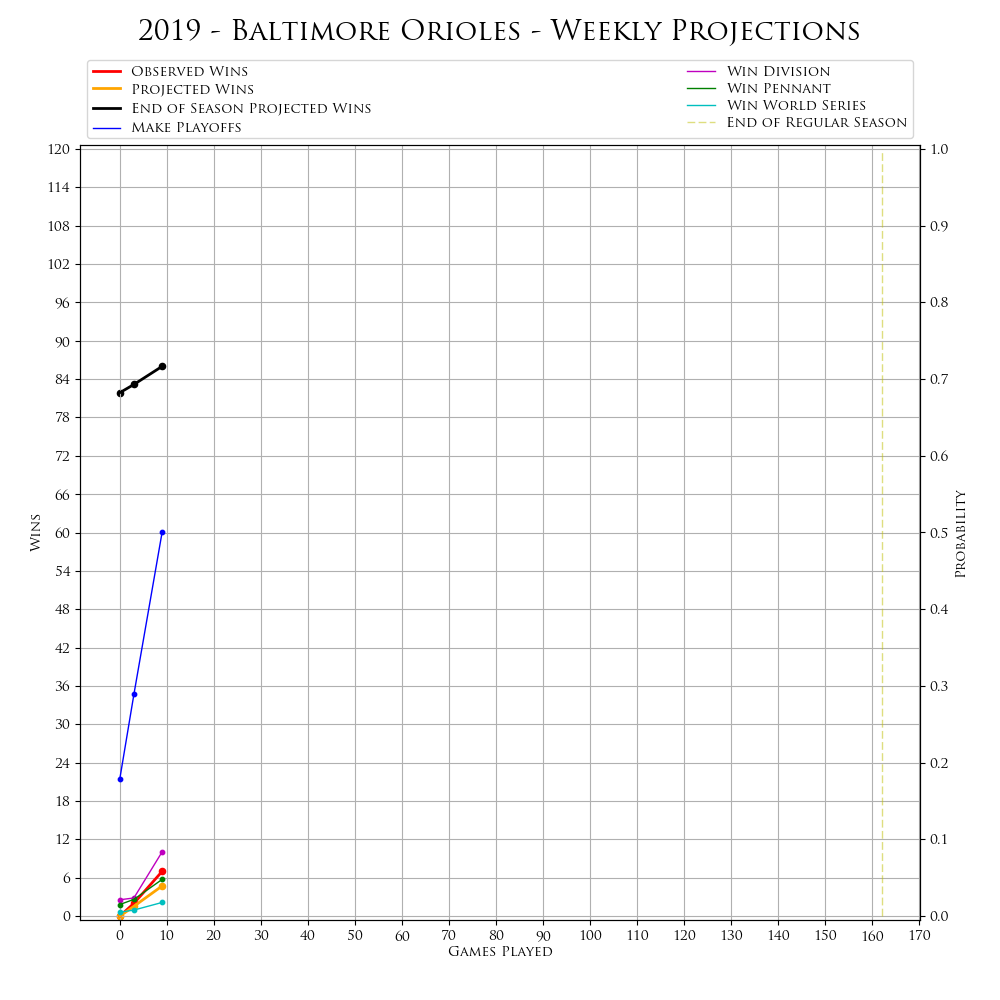 2019 - Baltimore Orioles - Weekly Projections
Observed Wins
Projected Wins
End of Season Projected Wins
Make Playoffs
Win Division
Win Pennant
Win World Series
End of Regular Season
120
114
108
102
96
90
84
78
72
66
60
54
48
42
36
30
24
18
12
6
0
Wins
1.0
0.9
0.8
0.7
0.6
0.5
0.4
0.3
0.2
0.1
0.0
Probability
0 10 20 30 40 50 60 70 80 90 100 110 120 130 140 150 160 170
Games Played